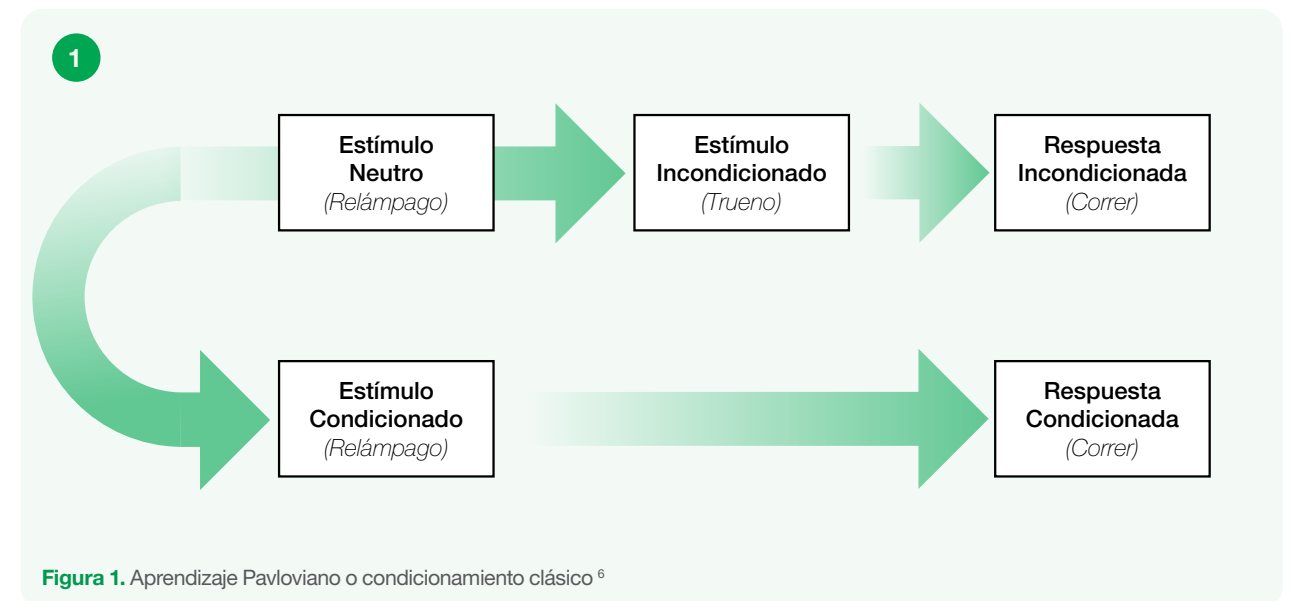 1
Estímulo
Neutro
(Relámpago)
Estímulo
Incondicionado
(Trueno)
Respuesta
Incondicionada
(Correr)
Estímulo
Condicionado
(Relámpago)
Respuesta
Condicionada
(Correr)
Figura 1. Aprendizaje Pavloviano o condicionamiento clásico ⁶